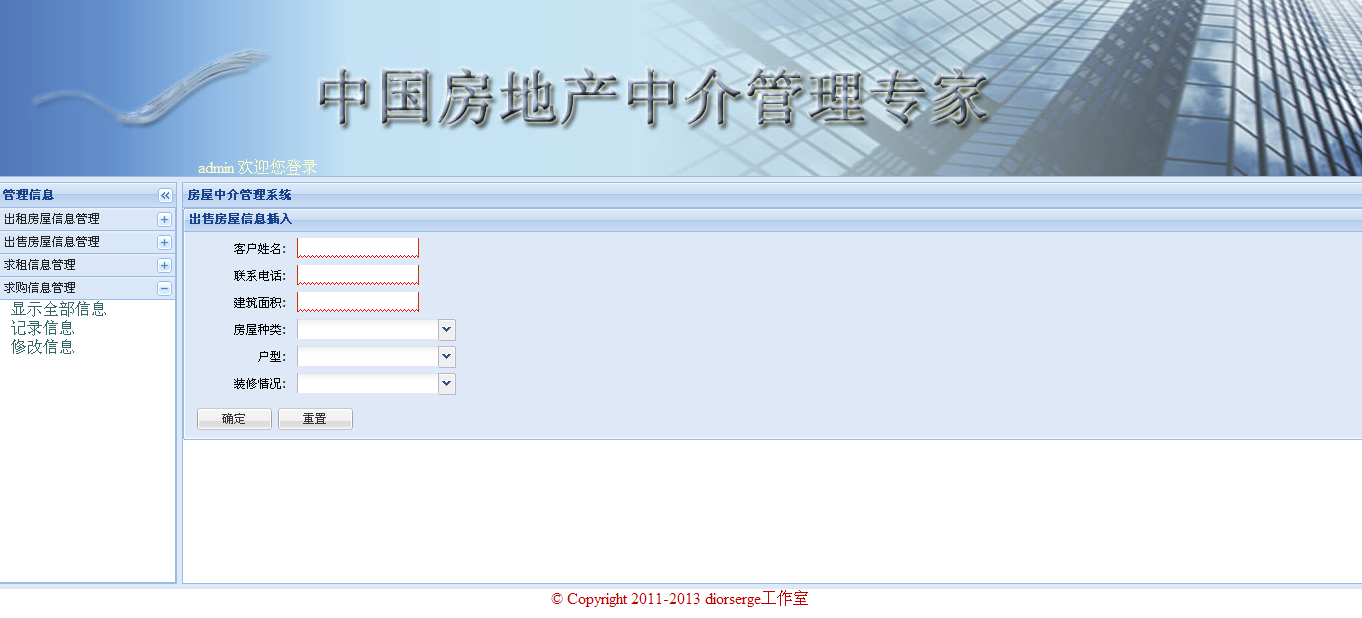 中国房地产中介管理专家
admin 欢迎您登录
管理信息
出租房屋信息管理
出售房屋信息管理
求租信息管理
求购信息管理
显示全部信息
记录信息
修改信息
房屋中介管理系统
出售房屋信息插入
客户姓名:
联系电话:
建筑面积:
房屋种类:
户型:
装修情况:
确定 重置
© Copyright 2011-2013 diorserge工作室